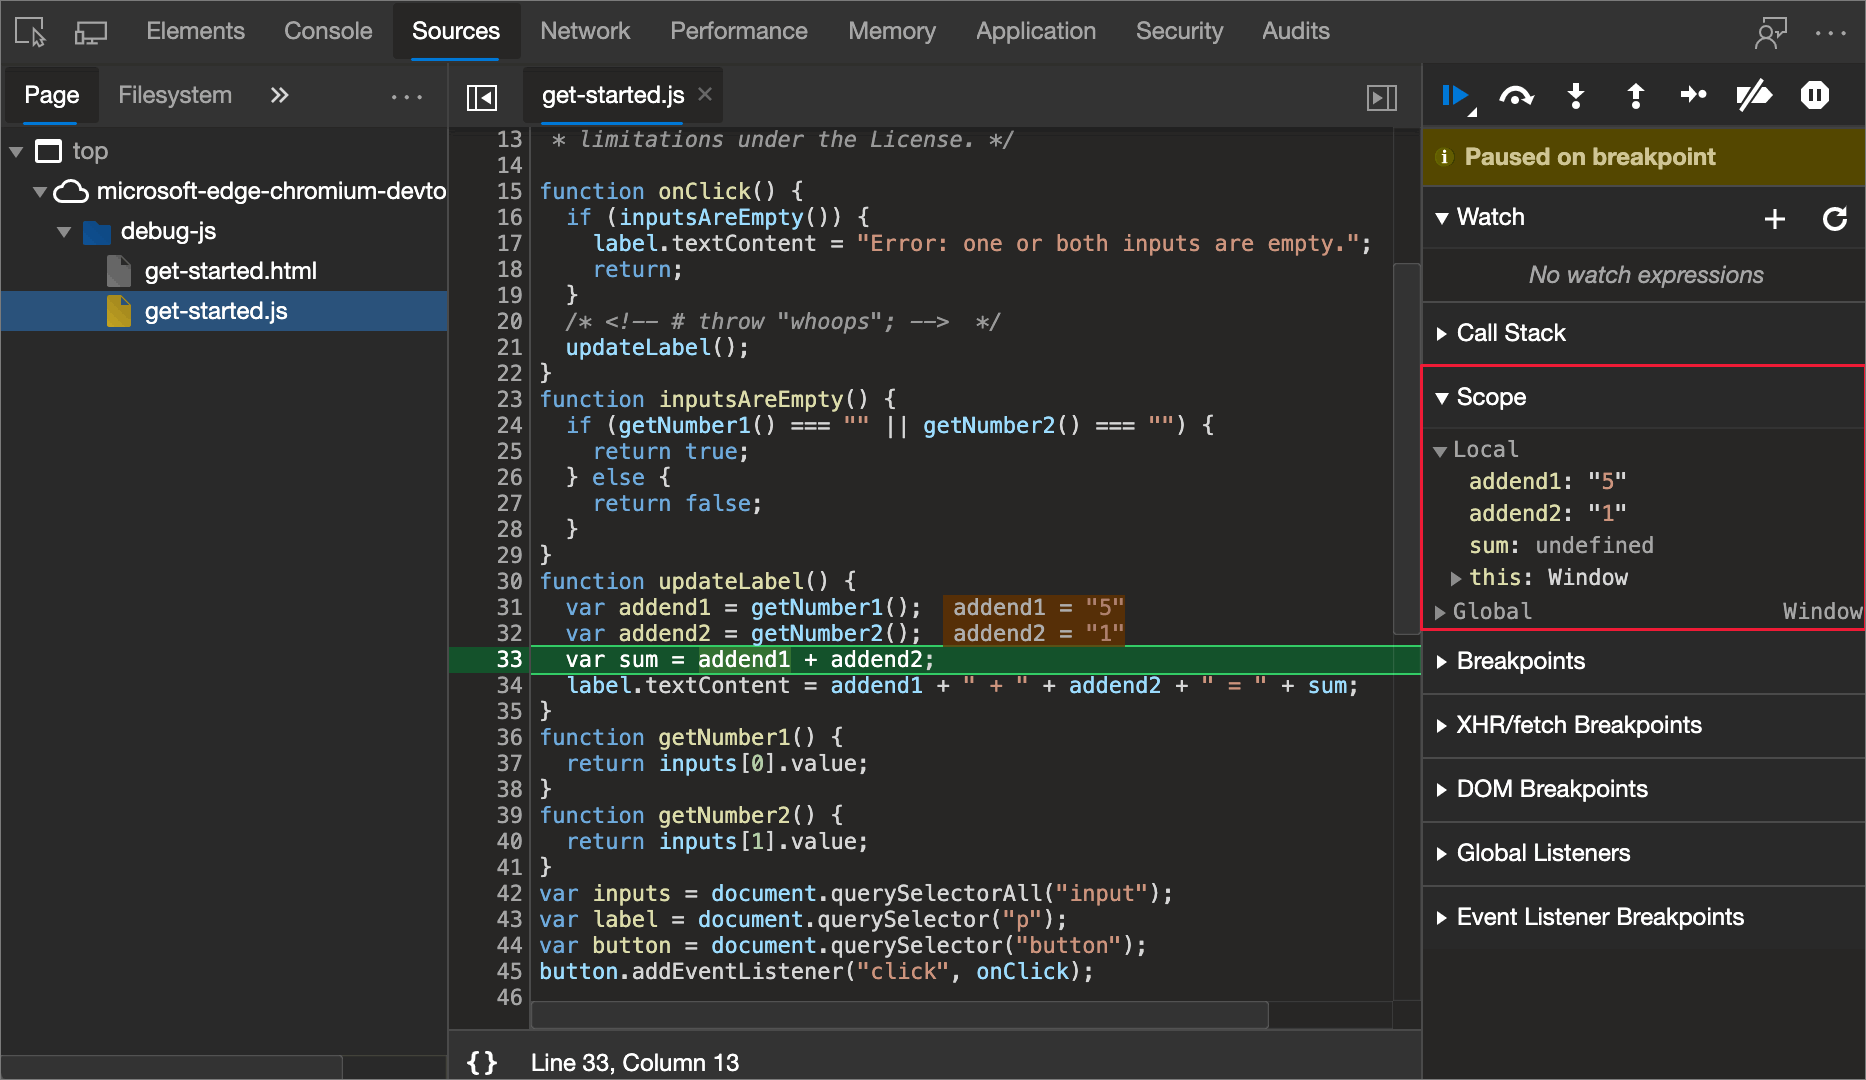 Elements Console Sources Network Performance Memory Application Security Audits
Page Filesystem »
top
microsoft-edge-chromium-devto
debug-js
get-started.html
get-started.js
get-started.js ×
13 * limitations under the License. */
14
15 function onClick() {
16 if (inputsAreEmpty()) {
17 label.textContent = "Error: one or both inputs are empty.";
18 return;
19 }
20 /* <!-- # throw "whoops"; --> */
21 updateLabel();
22 }
23 function inputsAreEmpty() {
24 if (getNumber1() === "" || getNumber2() === "") {
25 return true;
26 } else {
27 return false;
28 }
29 }
30 function updateLabel() {
31 var addend1 = getNumber1(); addend1 = "5"
32 var addend2 = getNumber2(); addend2 = "1"
33 var sum = addend1 + addend2;
34 label.textContent = addend1 + " + " + addend2 + " = " + sum;
35 }
36 function getNumber1() {
37 return inputs[0].value;
38 }
39 function getNumber2() {
40 return inputs[1].value;
41 }
42 var inputs = document.querySelectorAll("input");
43 var label = document.querySelector("p");
44 var button = document.querySelector("button");
45 button.addEventListener("click", onClick);
46
{} Line 33, Column 13
Paused on breakpoint
Watch
No watch expressions
Call Stack
Scope
Local
addend1: "5"
addend2: "1"
sum: undefined
this: Window
Global Window
Breakpoints
XHR/fetch Breakpoints
DOM Breakpoints
Global Listeners
Event Listener Breakpoints